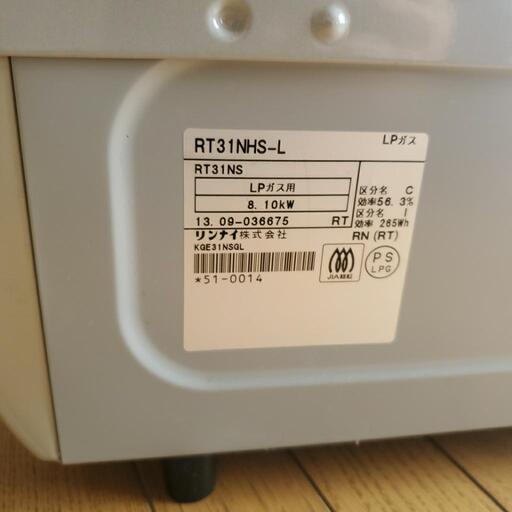 RT31NHS-L LPガス
RT31NS
LPガス用
8.10kW
13.09-036675 RT
区分名 C
効率56.3%
区分名 I
効率 265Wh
リンナイ株式会社 RN (RT)
KGE31NSGL
*51-0014
JIA
PS
LPG